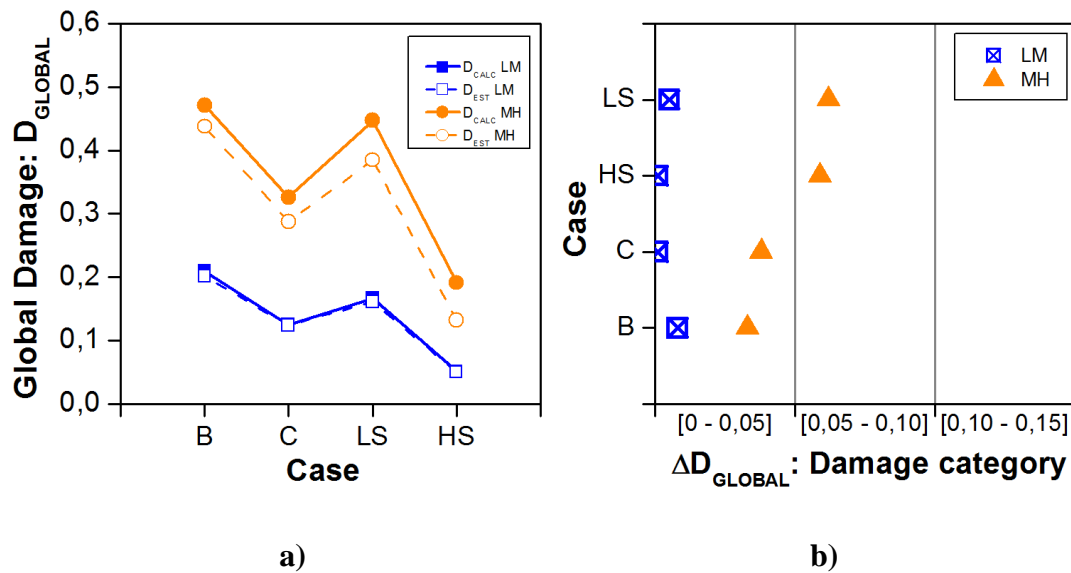 Global Damage: D_GLOBAL
0,6
0,5
0,4
0,3
0,2
0,1
0,0
D_CALC LM
D_EST LM
D_CALC MH
D_EST MH
B C LS HS
Case
a)
Case
LS
HS
C
B
LM
MH
[0 - 0,05] [0,05 - 0,10] [0,10 - 0,15]
ΔD_GLOBAL: Damage category
b)